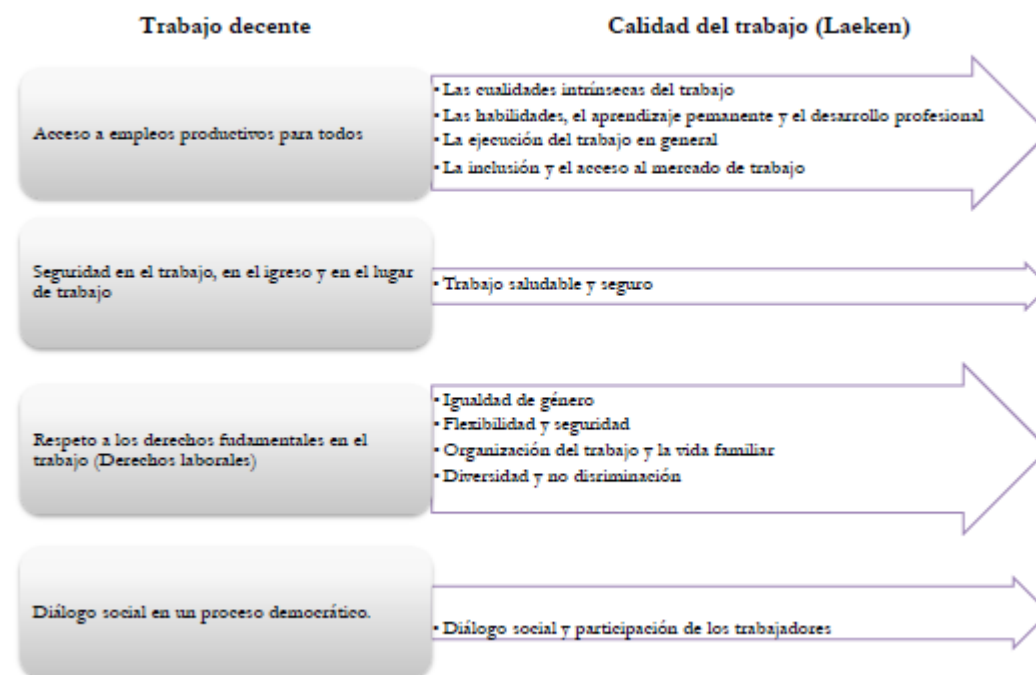 Trabajo decente
Calidad del trabajo (Laeken)
Acceso a empleos productivos para todos
• Las cualidades intrínsecas del trabajo
• Las habilidades, el aprendizaje pemanente y el desarrollo profesional
• La ejecución del trabajo en general
• La inclusión y el acceso al mercado de trabajo
Seguridad en el trabajo, en el igreso y en el lugar
de trabajo
• Trabajo saludable y seguro
Respeto a los derechos fudamentales en el
trabajo (Derechos laborales)
• Igualdad de género
• Flexibilidad y seguridad
• Organización del trabajo y la vida familiar
• Diversidad y no discriminación
Diálogo social en un proceso democrático.
• Diálogo social y participación de los trabajadores